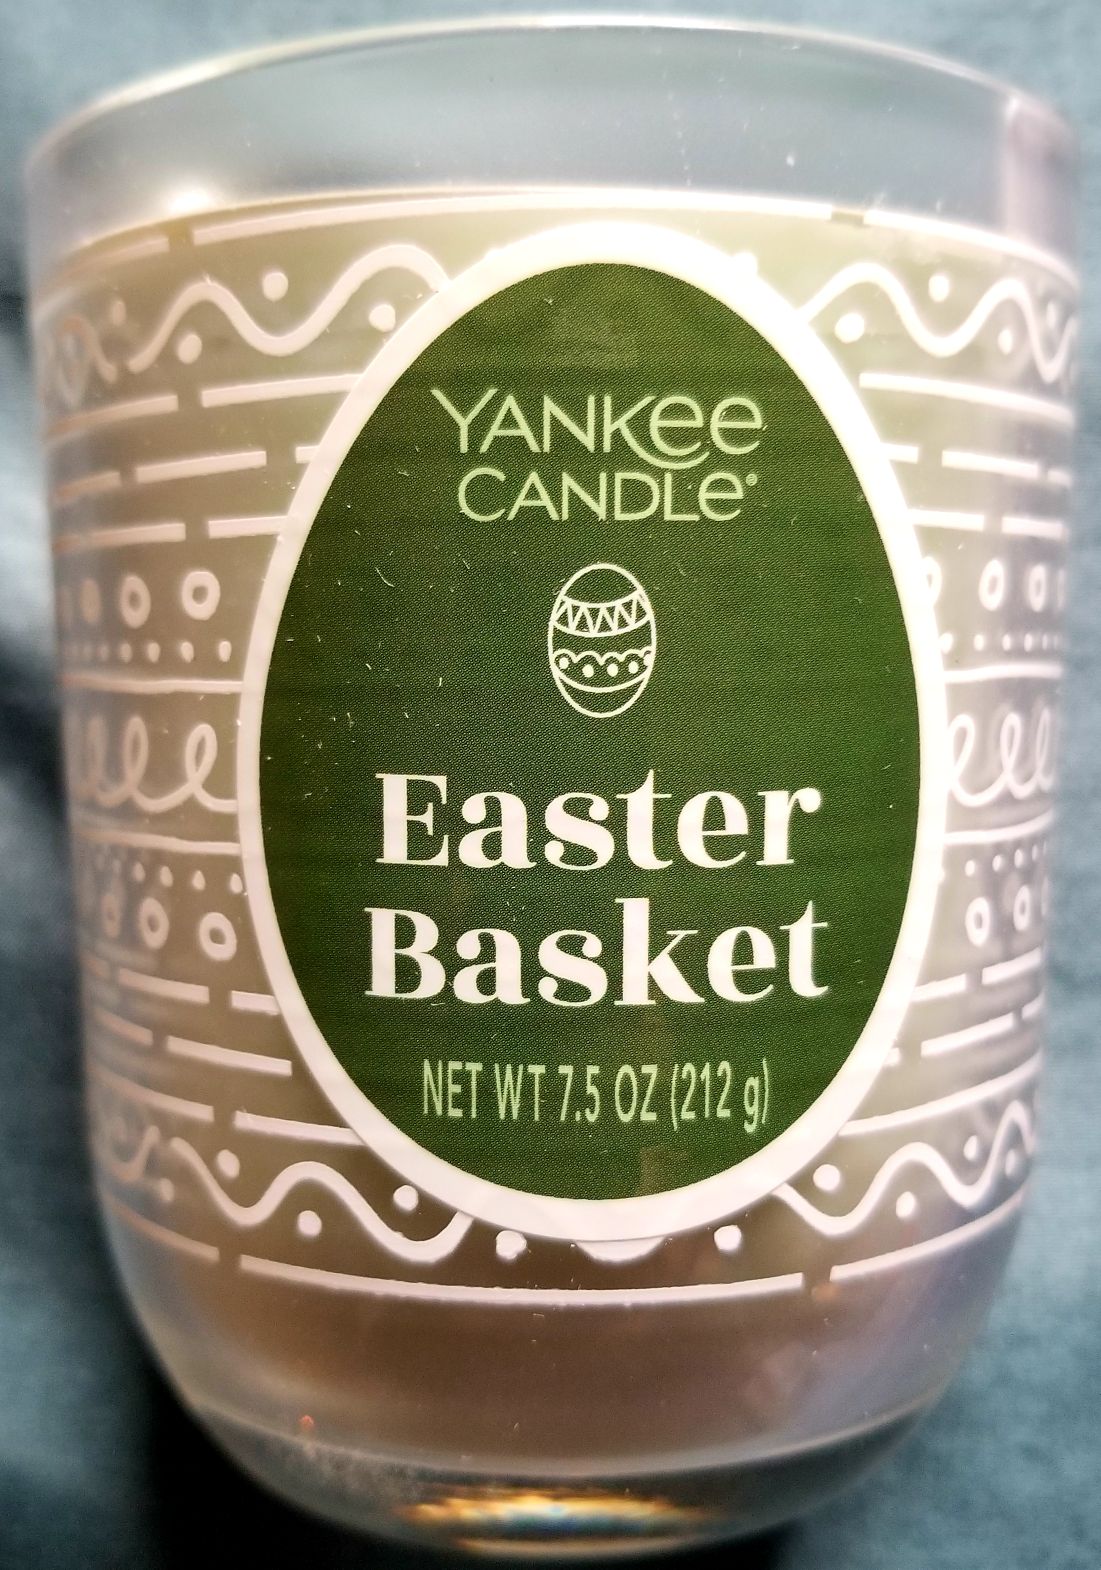 YANKEE
CANDLE®
Easter
Basket
NET WT 7.5 OZ (212 g)